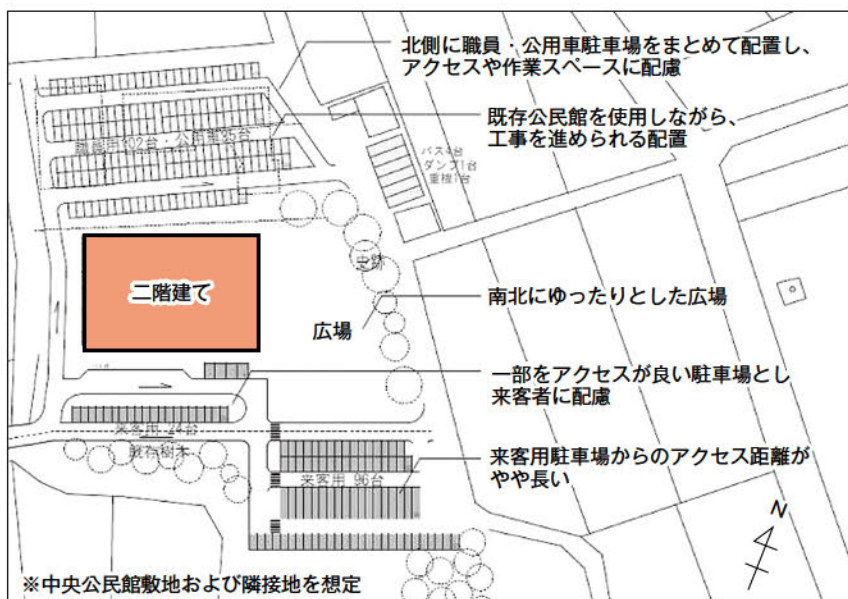 北側に職員・公用車駐車場をまとめて配置し、
アクセスや作業スペースに配慮
既存公民館を使用しながら、
工事を進められる配置
職員用102台・公用車35台
バス4台
ダンプ1台
重機1台
史跡
二階建て
南北にゆったりとした広場
広場
一部をアクセスが良い駐車場とし
来客者に配慮
来客用 24台
既存樹木
来客用駐車場からのアクセス距離が
やや長い
来客用 96台
N
※中央公民館敷地および隣接地を想定